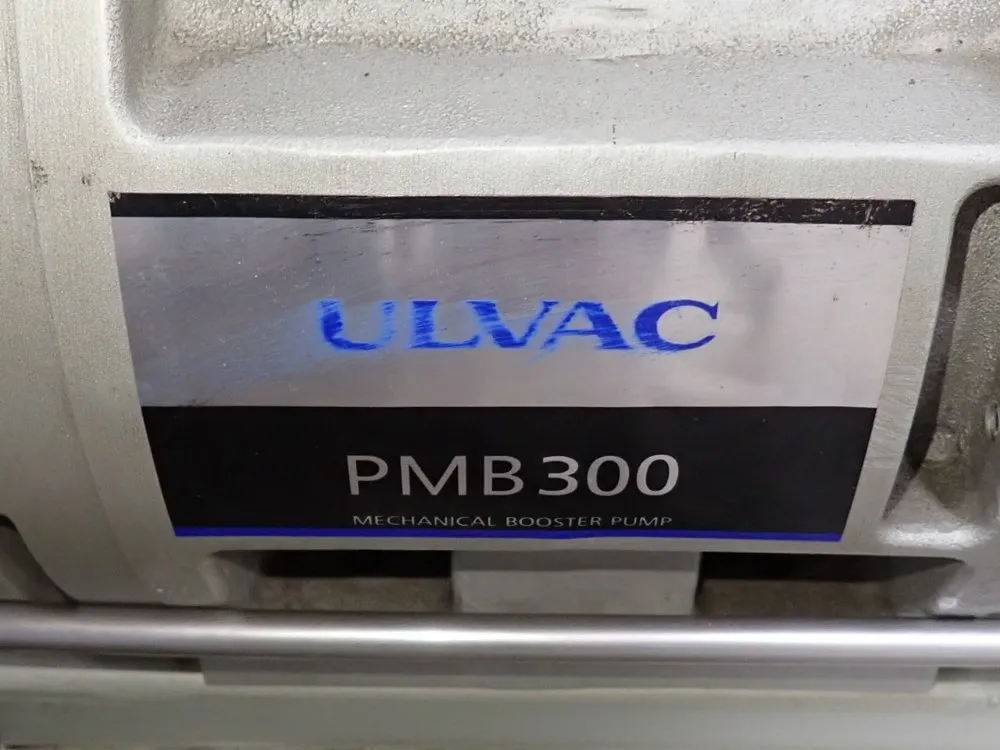 ULVAC
PMB300
MECHANICAL BOOSTER PUMP